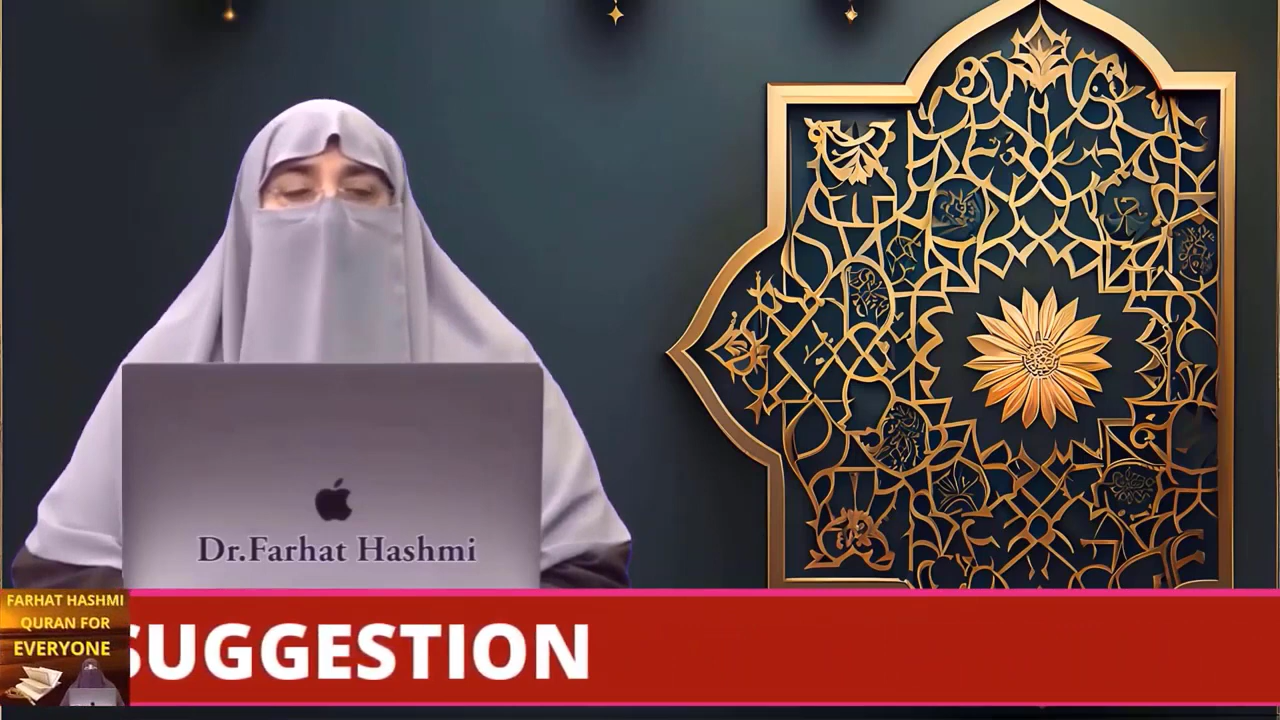 Dr.Farhat Hashmi
FARHAT HASHMI
QURAN FOR
EVERYONE
SUGGESTION